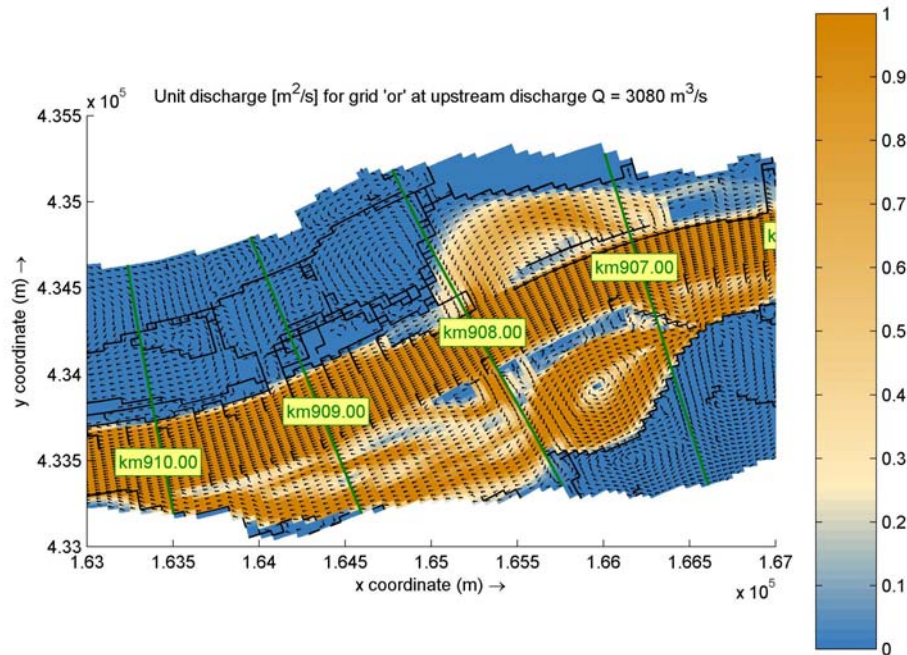 Unit discharge [m²/s] for grid 'or' at upstream discharge Q = 3080 m³/s
x 10⁵
4.355
4.35
4.345
4.34
4.335
4.33
y coordinate (m) →
1.63
1.635
1.64
1.645
1.65
1.655
1.66
1.665
1.67
x coordinate (m) →
x 10⁵
k
km907.00
km908.00
km909.00
km910.00
1
0.9
0.8
0.7
0.6
0.5
0.4
0.3
0.2
0.1
0